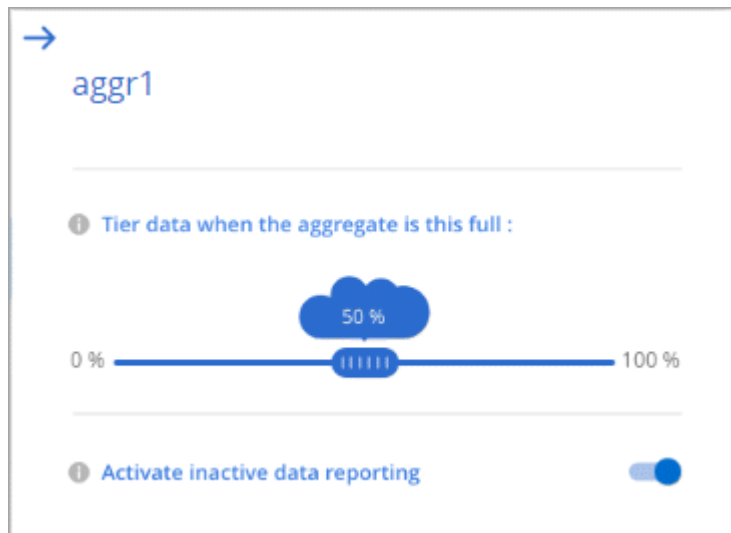 aggr1
Tier data when the aggregate is this full :
50 %
0 %
100 %
Activate inactive data reporting